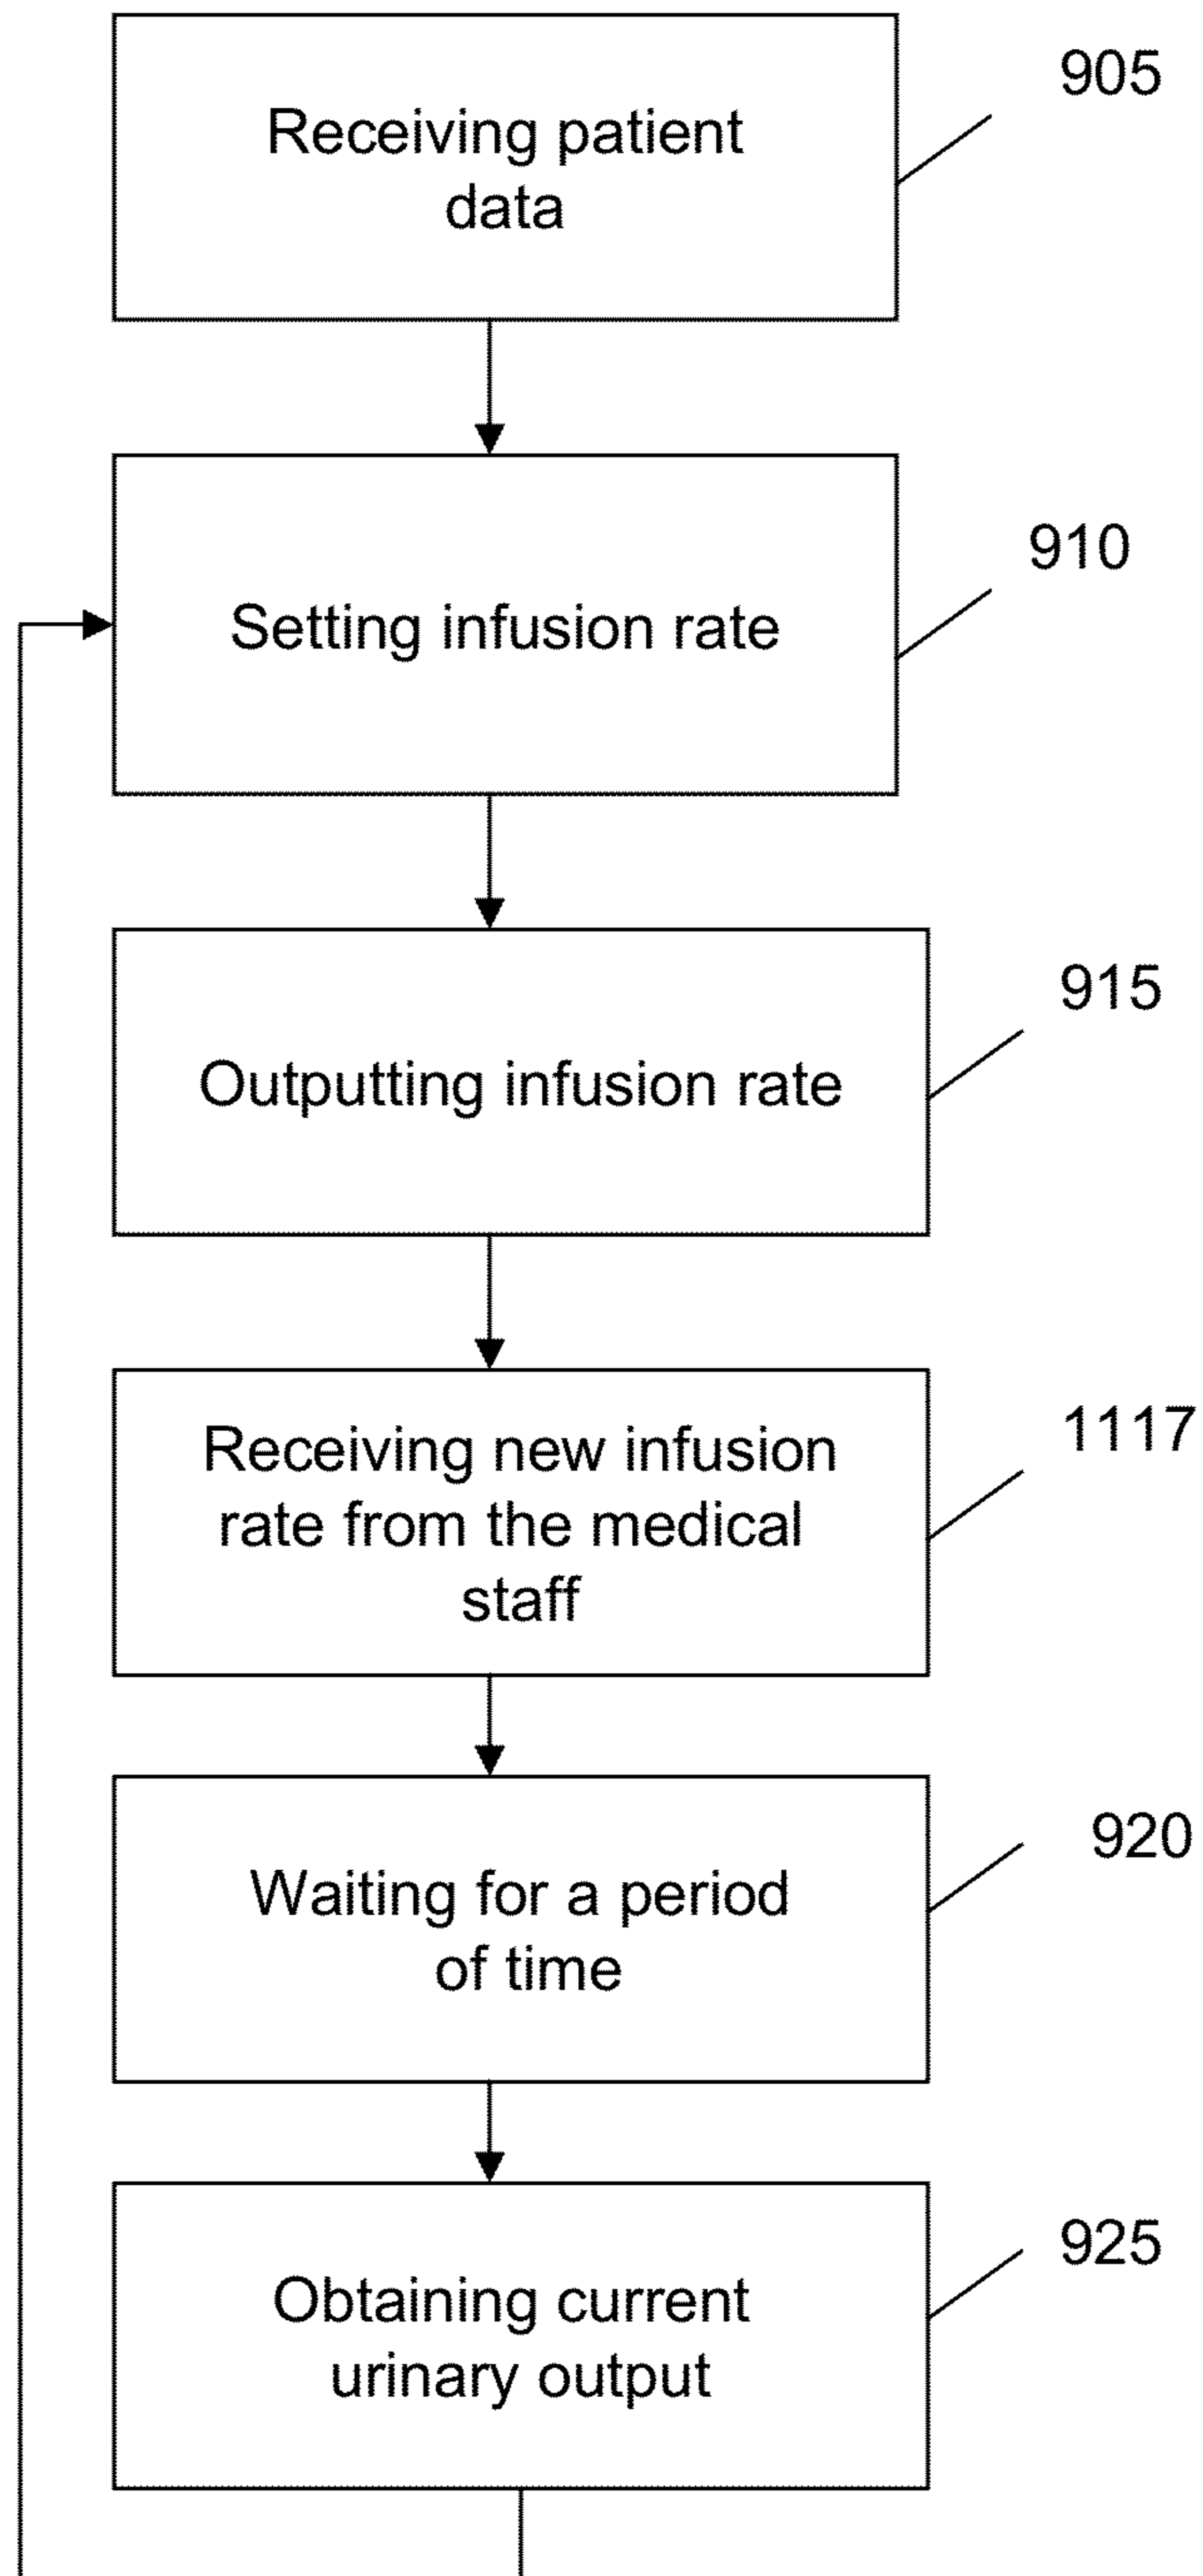 Receiving patient
data
905
Setting infusion rate
910
Outputting infusion rate
915
Receiving new infusion
rate from the medical
staff
1117
Waiting for a period
of time
920
Obtaining current
urinary output
925